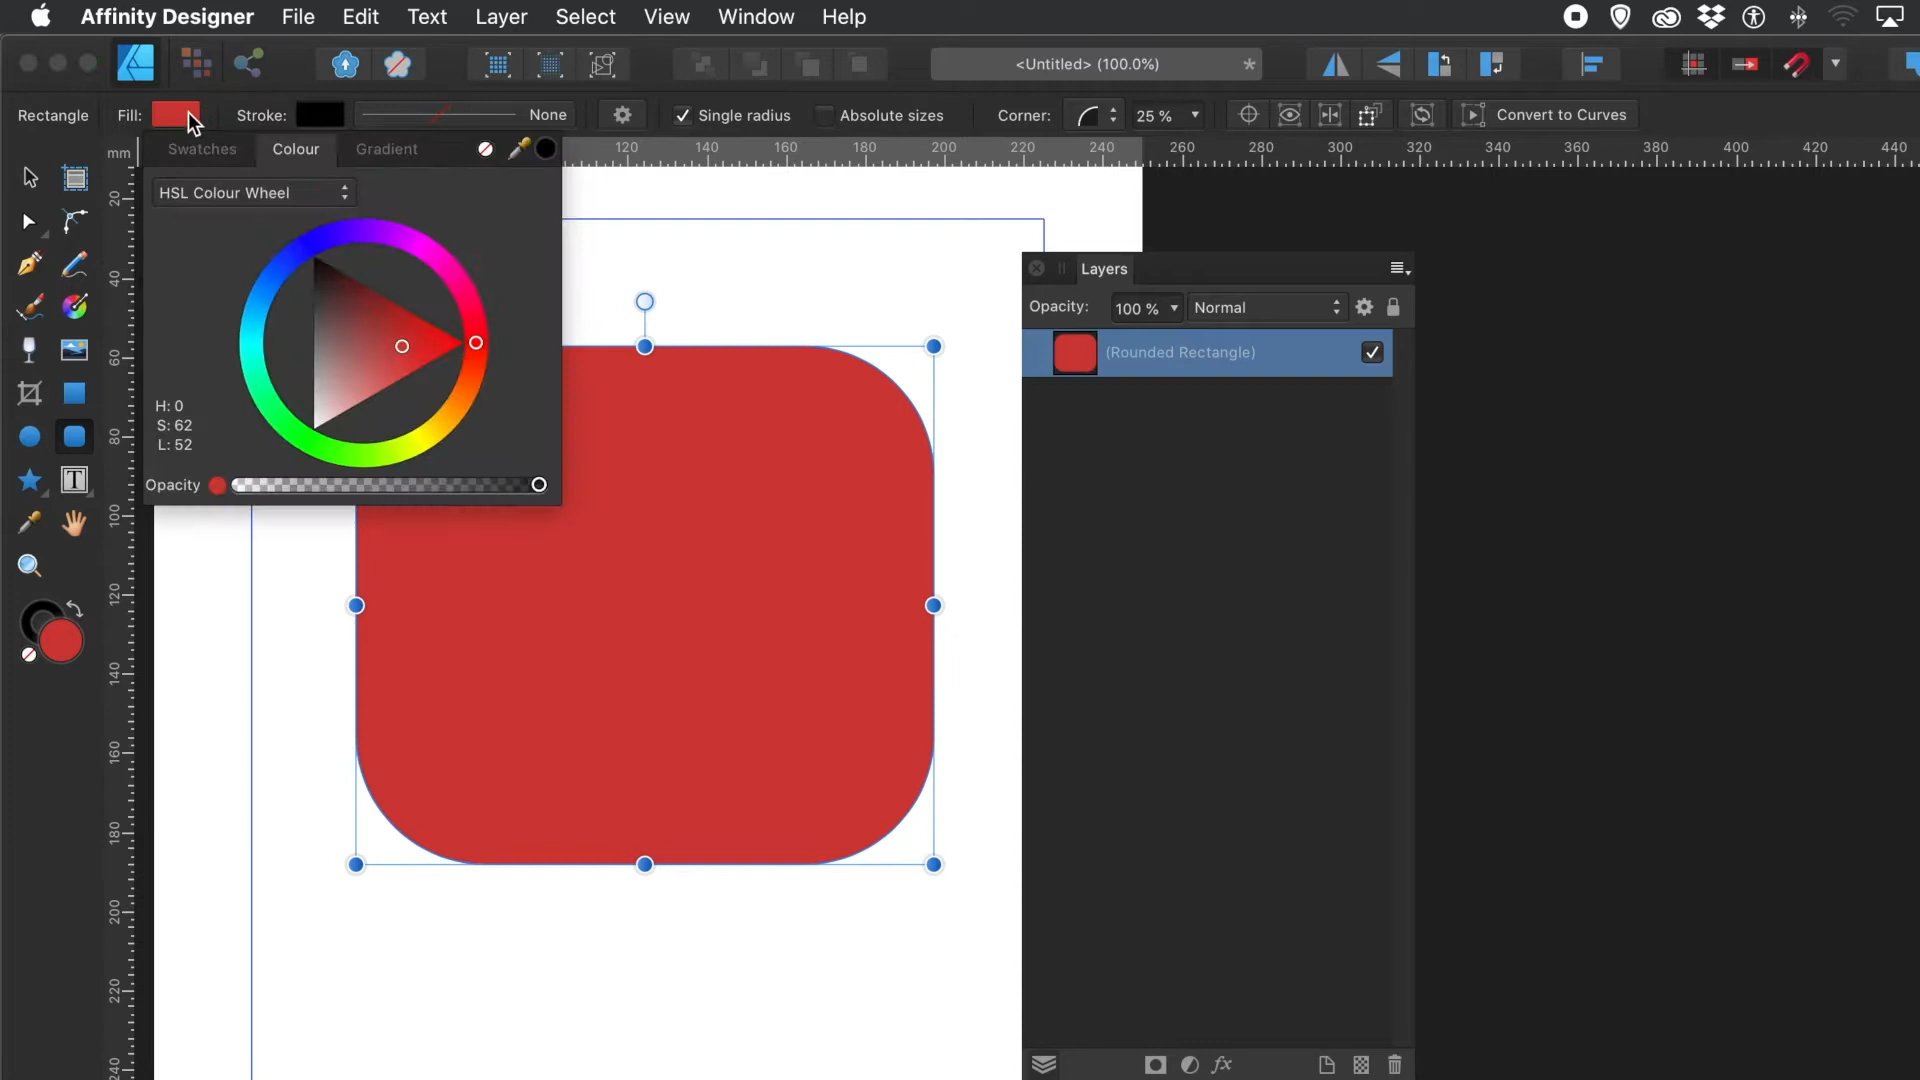 Affinity Designer File Edit Text Layer Select View Window Help
<Untitled> (100.0%) *
Rectangle Fill: Stroke: None Single radius Absolute sizes Corner: 25 % Convert to Curves
Swatches Colour Gradient
mm 120 140 160 180 200 220 240 260 280 300 320 340 360 380 400 420 440
HSL Colour Wheel
H: 0
S: 62
L: 52
Opacity
20
40
60
80
100
120
140
160
180
200
220
240
Layers
Opacity: 100 % Normal
(Rounded Rectangle)
T
fx